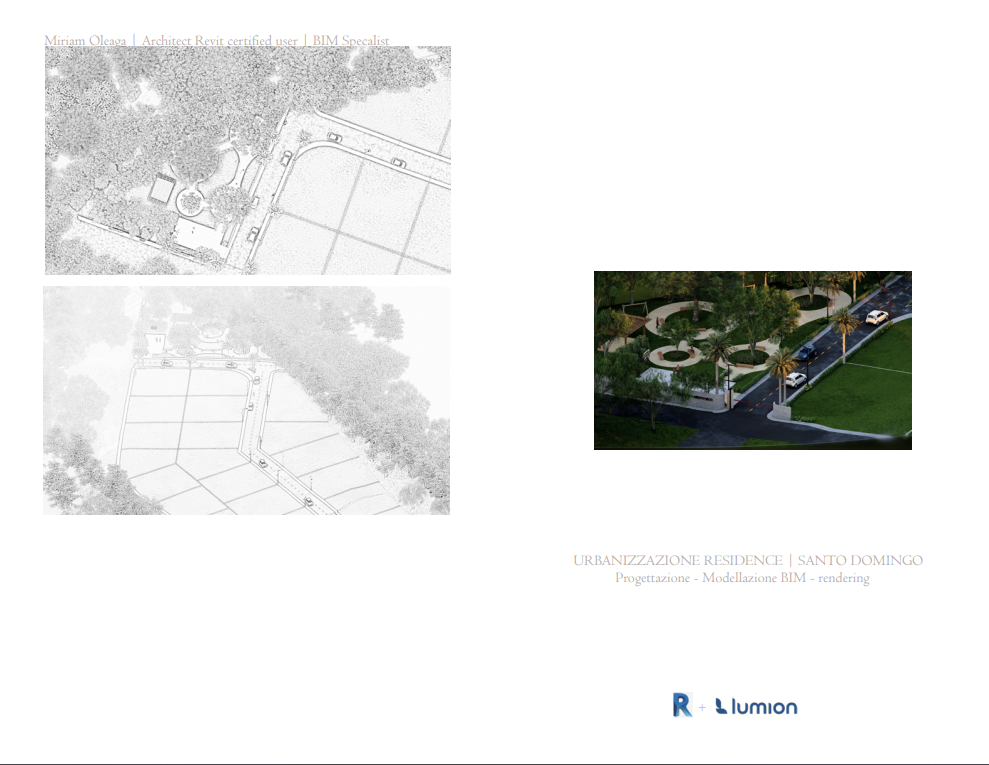 Miriam Oleaga | Architect Revit certified user | BIM Specalist
URBANIZZAZIONE RESIDENCE | SANTO DOMINGO
Progettazione - Modellazione BIM - rendering
R + lumion